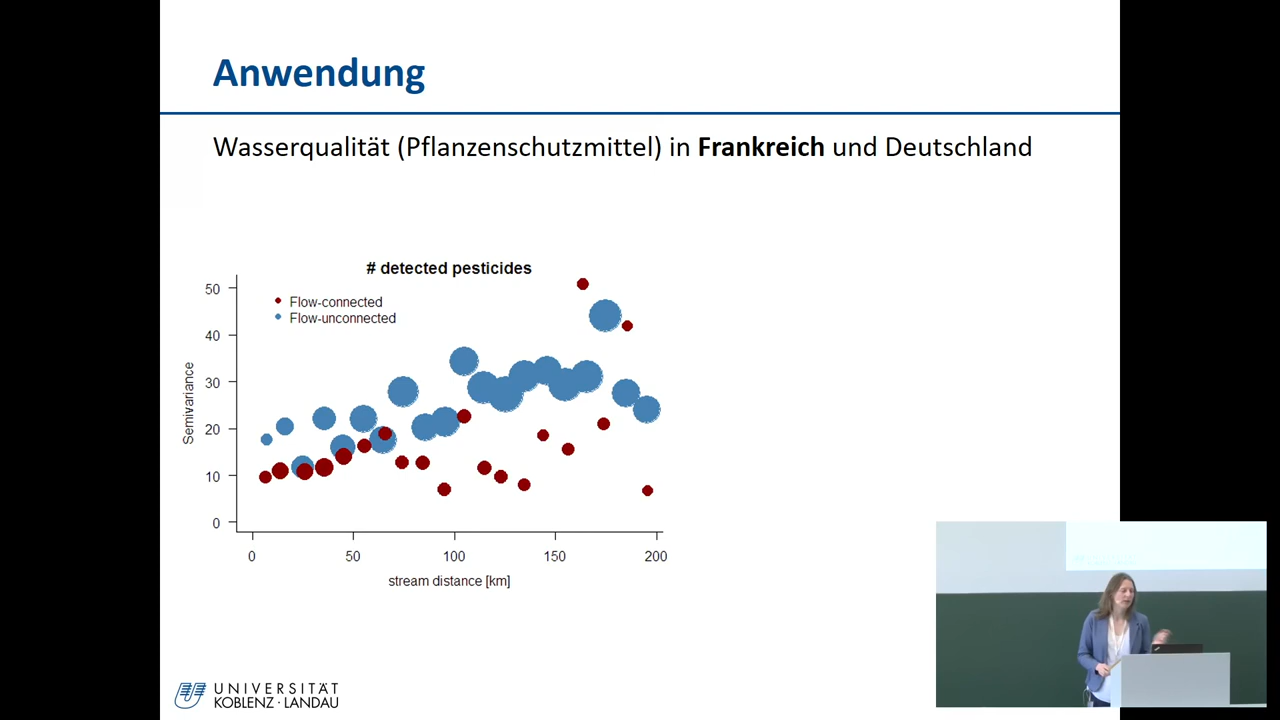 Anwendung
Wasserqualität (Pflanzenschutzmittel) in Frankreich und Deutschland
# detected pesticides
Flow-connected
Flow-unconnected
50
40
30
20
10
0
Semivariance
0 50 100 150 200
stream distance [km]
UNIVERSITÄT
KOBLENZ · LANDAU